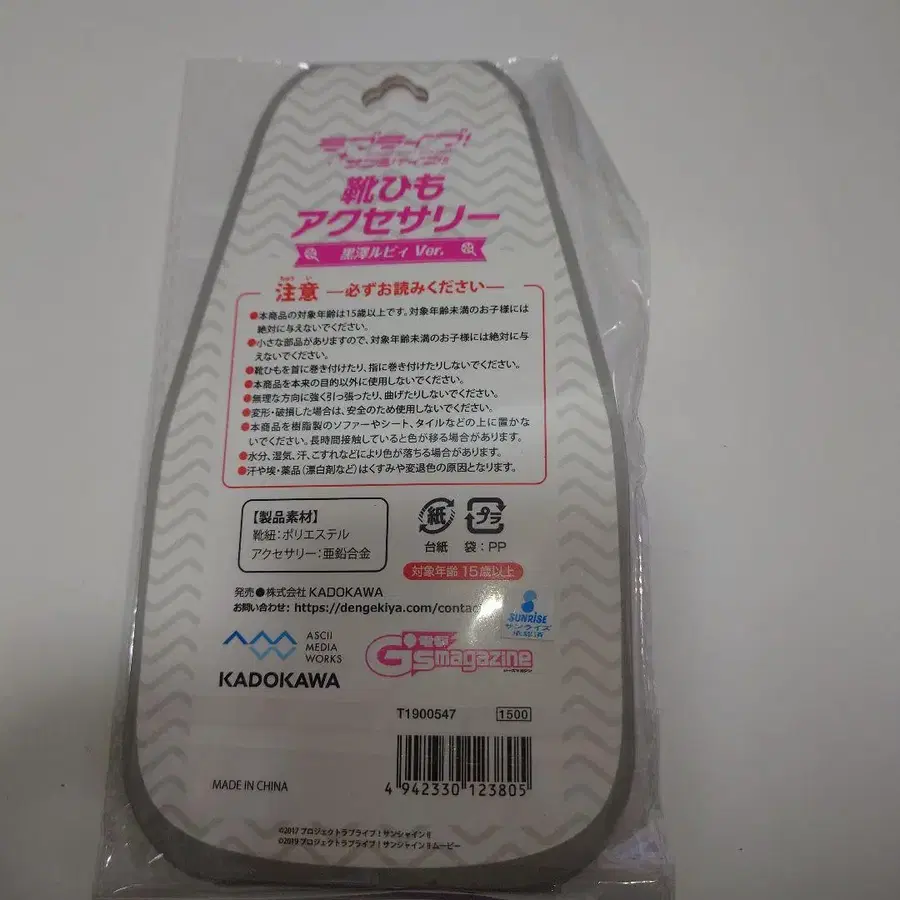 ラブライブ!
サンシャイン!!
靴ひも
アクセサリー
黒澤ルビィ Ver.
ちゅう い
注意 ―必ずお読みください―
●本商品の対象年齢は15歳以上です。対象年齢未満のお子様には
絶対に与えないでください。
●小さな部品がありますので、対象年齢未満のお子様には絶対に与
えないでください。
●靴ひもを首に巻き付けたり、指に巻き付けたりしないでください。
●本商品を本来の目的以外に使用しないでください。
●無理な方向に強く引っ張ったり、曲げたりしないでください。
●変形・破損した場合は、安全のため使用しないでください。
●本商品を樹脂製のソファーやシート、タイルなどの上に置かな
いでください。長時間接触していると色が移る場合があります。
●水分、湿気、汗、こすれなどにより色が落ちる場合があります。
●汗や埃・薬品(漂白剤など)はくすみや変退色の原因となります。
【製品素材】
靴紐:ポリエステル
アクセサリー:亜鉛合金
紙 プラ
台紙 袋:PP
対象年齢 15歳以上
発売●株式会社 KADOKAWA
お問い合わせ: https://dengekiya.com/contac
SUNRISE
サンライズ
承認済
ASCII
MEDIA
WORKS
KADOKAWA
電撃
G'smagazine
T1900547 1500
4 942330 123805
MADE IN CHINA
©2017 プロジェクトラブライブ!サンシャイン!!
©2019 プロジェクトラブライブ!サンシャイン!!ムービー